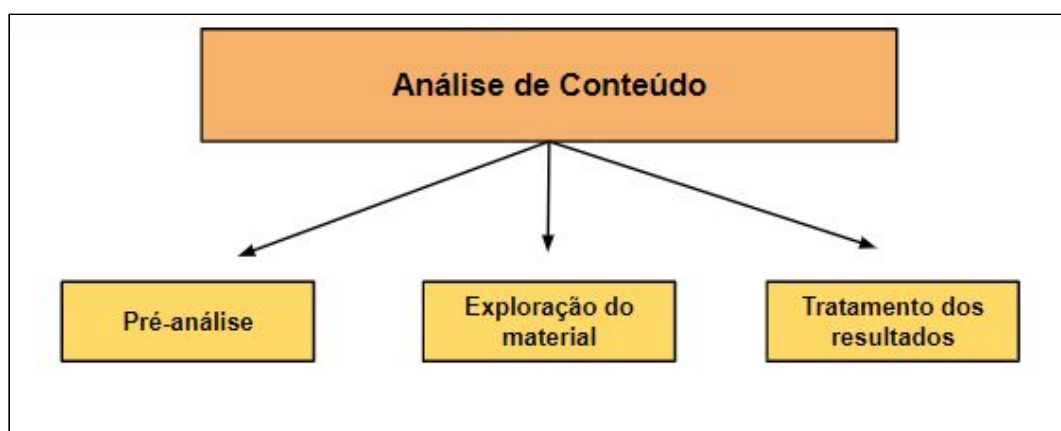 Análise de Conteúdo
Pré-análise
Exploração do
material
Tratamento dos
resultados